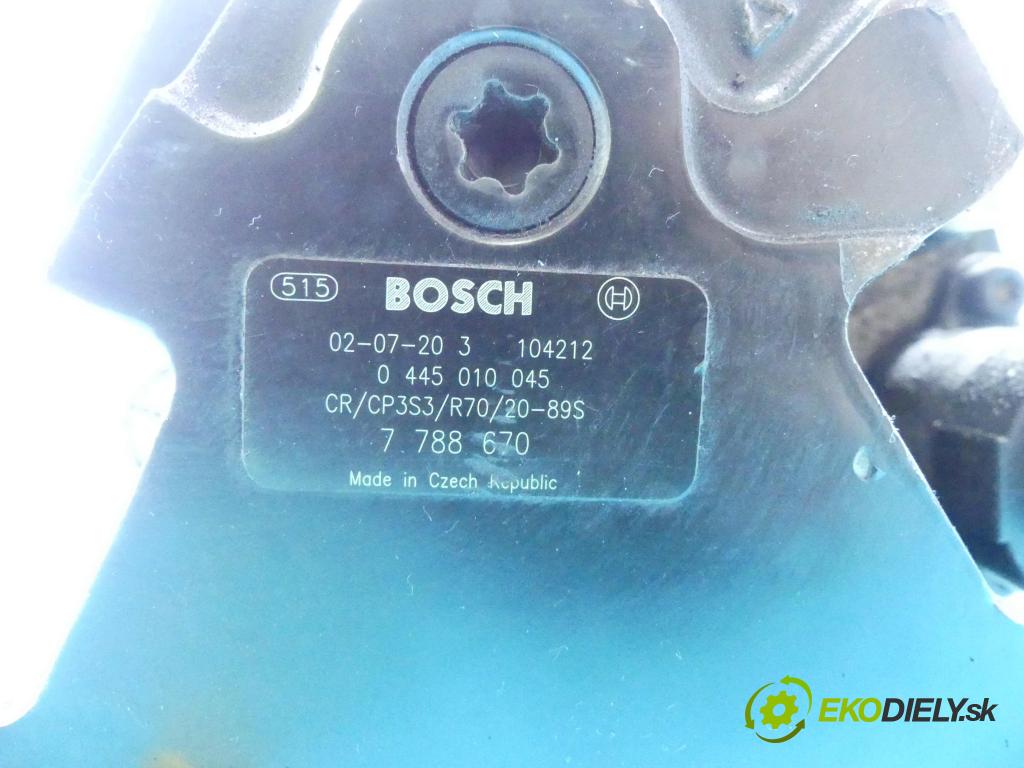 515 BOSCH
02-07-20 3 104212
0 445 010 045
CR/CP3S3/R70/20-89S
7 788 670
Made in Czech Republic
EKODIELY.sk